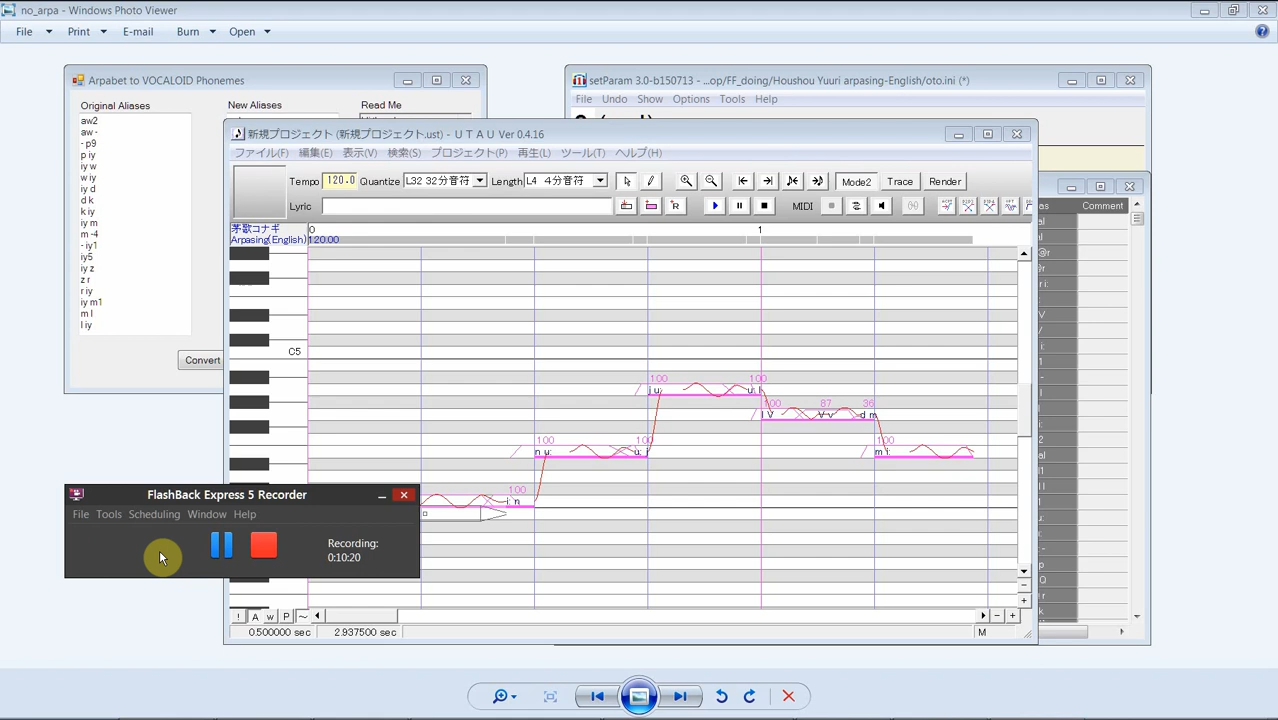 no_arpa - Windows Photo Viewer
File Print E-mail Burn Open
Arpabet to VOCALOID Phonemes
Original Aliases New Aliases Read Me
aw2
aw -
- p9
p iy
iy w
w iy
iy d
d k
k iy
iy m
m -4
- iy1
iy5
iy z
z r
r iy
iy m1
m l
l iy
Convert
setParam 3.0-b150713 - ...op/FF_doing/Houshou Yuuri arpasing-English/oto.ini (*)
File Undo Show Options Tools Help
新規プロジェクト (新規プロジェクト.ust) - U T A U Ver 0.4.16
ファイル(F) 編集(E) 表示(V) 検索(S) プロジェクト(P) 再生(L) ツール(T) ヘルプ(H)
Tempo 120.0 Quantize L32 32分音符 Length L4 4分音符 Mode2 Trace Render
Lyric MIDI
茅歌コナギ 0 1
Arpasing(English) 120:00
C5
100 100
j u: u: l
100 87 36
l V V v d m
100 100 100
n u: u: j m i:
100
i: n
! A w P ~
0.500000 sec 2.937500 sec M
Comment
FlashBack Express 5 Recorder
File Tools Scheduling Window Help
Recording:
0:10:20